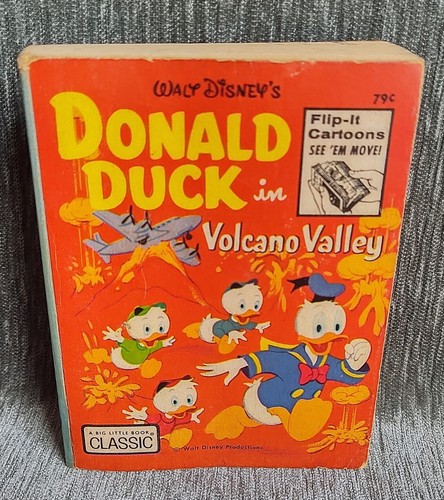 WALT DISNEY'S
79¢
DONALD
DUCK in
Volcano Valley
Flip-It
Cartoons
SEE 'EM MOVE!
A BIG LITTLE BOOK®
CLASSIC
© Walt Disney Productions